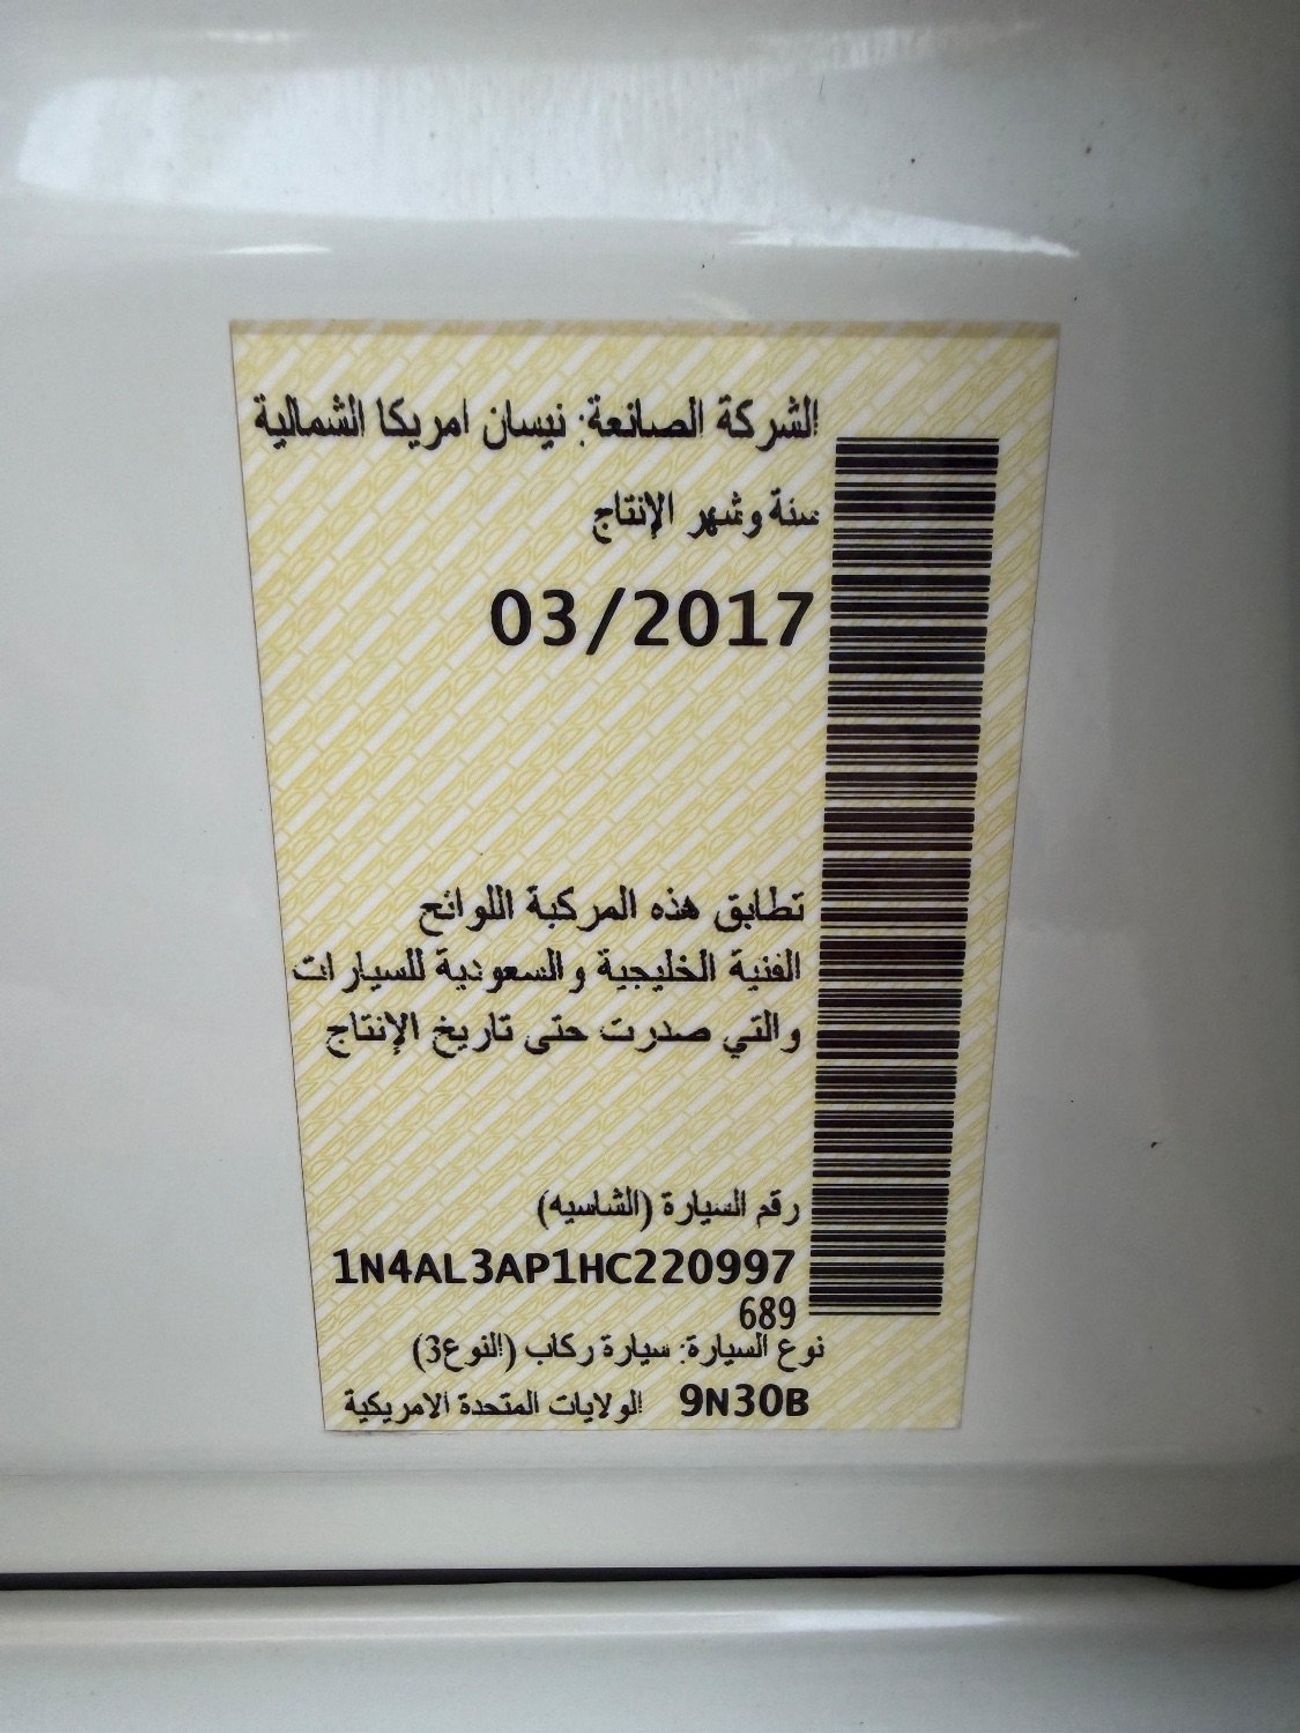 الشركة الصانعة: نيسان امريكا الشمالية
سنة وشهر الإنتاج
03/2017
تطابق هذه المركبة اللوائح
الفنية الخليجية والسعودية للسيارات
والتي صدرت حتى تاريخ الإنتاج
رقم السيارة (الشاسيه)
1N4AL3AP1HC220997
689
نوع السيارة: سيارة ركاب (النوع3)
9N30B الولايات المتحدة الامريكية